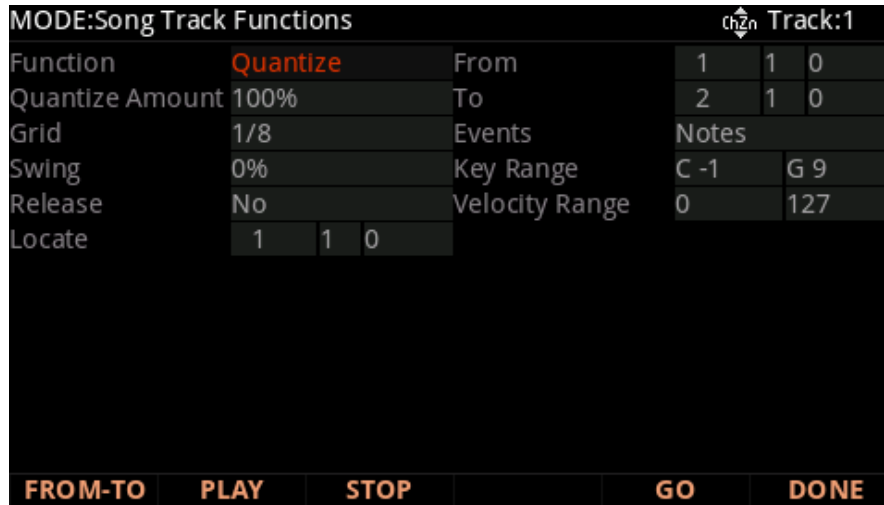 MODE:Song Track Functions ChZn Track:1
Function Quantize From 1 1 0
Quantize Amount 100% To 2 1 0
Grid 1/8 Events Notes
Swing 0% Key Range C -1 G 9
Release No Velocity Range 0 127
Locate 1 1 0
FROM-TO PLAY STOP GO DONE